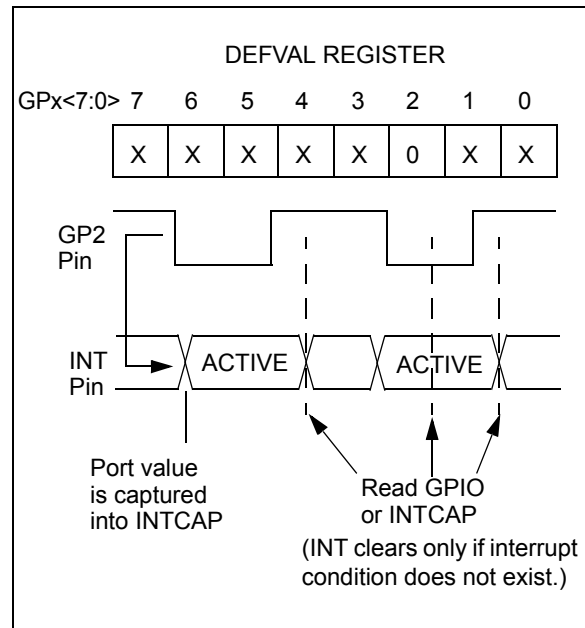 DEFVAL REGISTER
GPx<7:0> 7 6 5 4 3 2 1 0
X X X X X 0 X X
GP2
Pin
INT
Pin
ACTIVE
ACTIVE
Port value
is captured
into INTCAP
Read GPIO
or INTCAP
(INT clears only if interrupt
condition does not exist.)